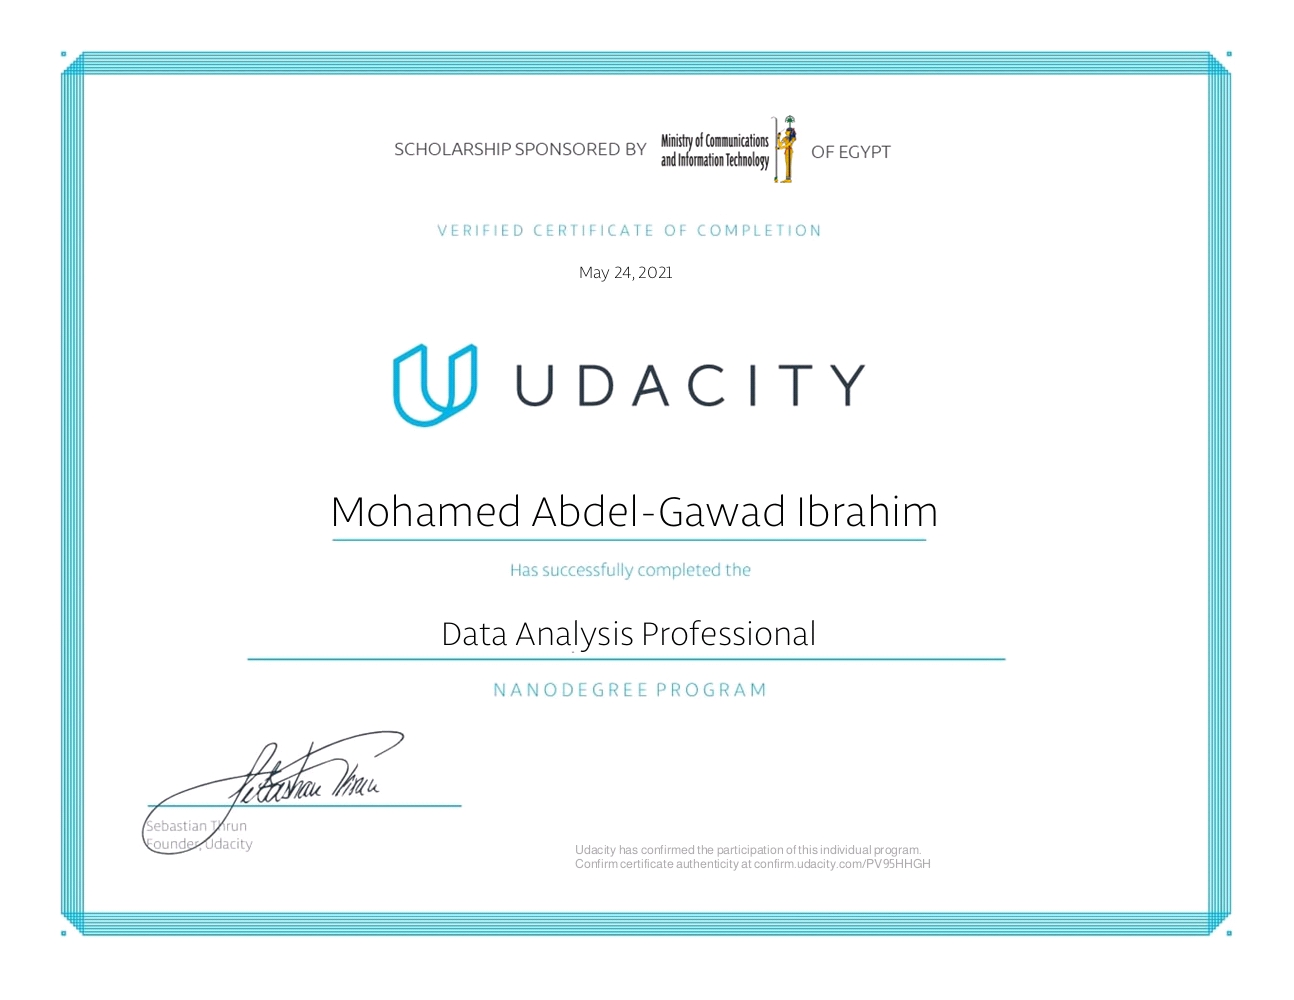 SCHOLARSHIP SPONSORED BY Ministry of Communications and Information Technology OF EGYPT
VERIFIED CERTIFICATE OF COMPLETION
May 24, 2021
UDACITY
Mohamed Abdel-Gawad Ibrahim
Has successfully completed the
Data Analysis Professional
NANODEGREE PROGRAM
Sebastian Thrun
Sebastian Thrun
Founder, Udacity
Udacity has confirmed the participation of this individual program.
Confirm certificate authenticity at confirm.udacity.com/PV95HHGH